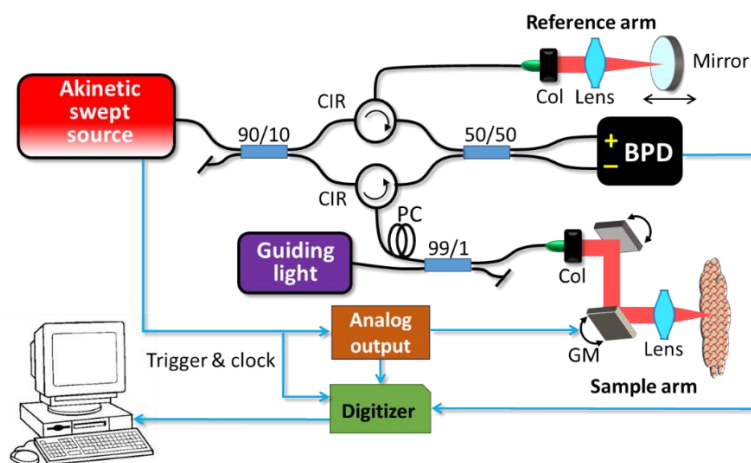 Reference arm
Akinetic
swept
source
CIR
Col
Lens
Mirror
90/10
50/50
+
–
BPD
CIR
PC
Guiding
light
99/1
Col
Analog
output
GM
Lens
Trigger & clock
Sample arm
Digitizer